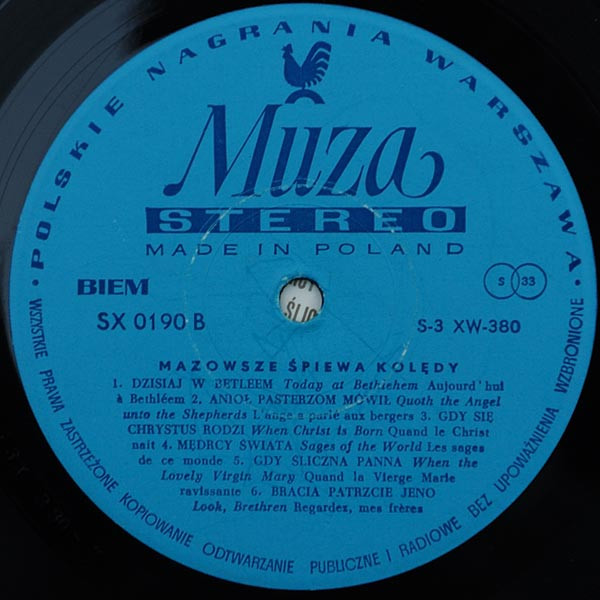 • POLSKIE NAGRANIA WARSZAWA •
Muza
STEREO
MADE IN POLAND
BIEM
S 33
SX 0190 B
S-3 XW-380
MAZOWSZE ŚPIEWA KOLĘDY
1. DZISIAJ W BETLEEM Today at Bethlehem Aujourd'hui
à Bethléem 2. ANIOŁ PASTERZOM MÓWIŁ Quoth the Angel
unto the Shepherds L'ange a parlé aux bergers 3. GDY SIĘ
CHRYSTUS RODZI When Christ is Born Quand le Christ
nait 4. MĘDRCY ŚWIATA Sages of the World Les sages
de ce monde 5. GDY ŚLICZNA PANNA When the
Lovely Virgin Mary Quand la Vierge Marie
ravissante 6. BRACIA PATRZCIE JENO
Look, Brethren Regardez, mes frères
WSZYSTKIE PRAWA ZASTRZEŻONE KOPIOWANIE ODTWARZANIE PUBLICZNE I RADIOWE BEZ UPOWAŻNIENIA WZBRONIONE